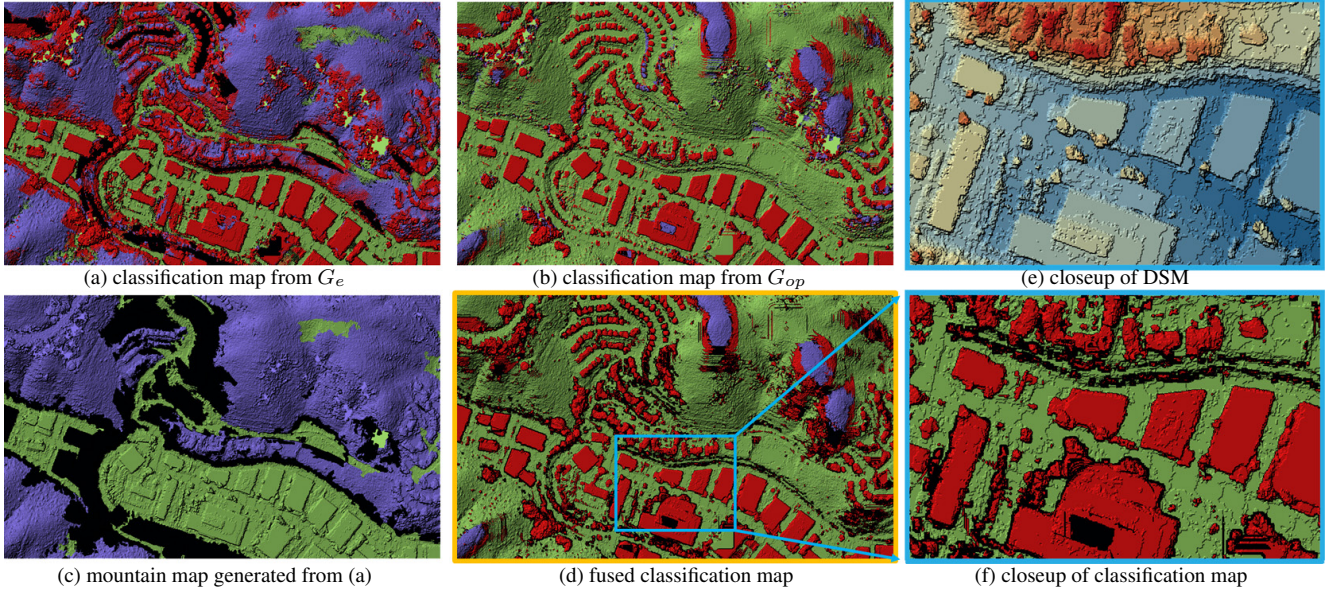 (a) classification map from G_e
(b) classification map from G_op
(e) closeup of DSM
(c) mountain map generated from (a)
(d) fused classification map
(f) closeup of classification map